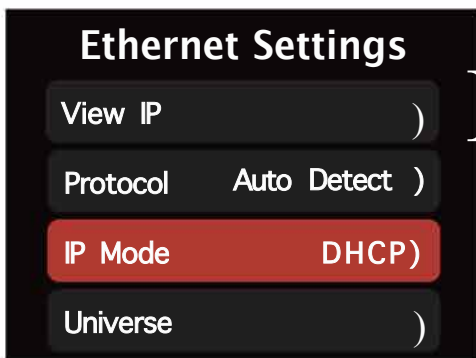 Ethernet Settings
View IP )
Protocol Auto Detect )
IP Mode DHCP)
Universe )